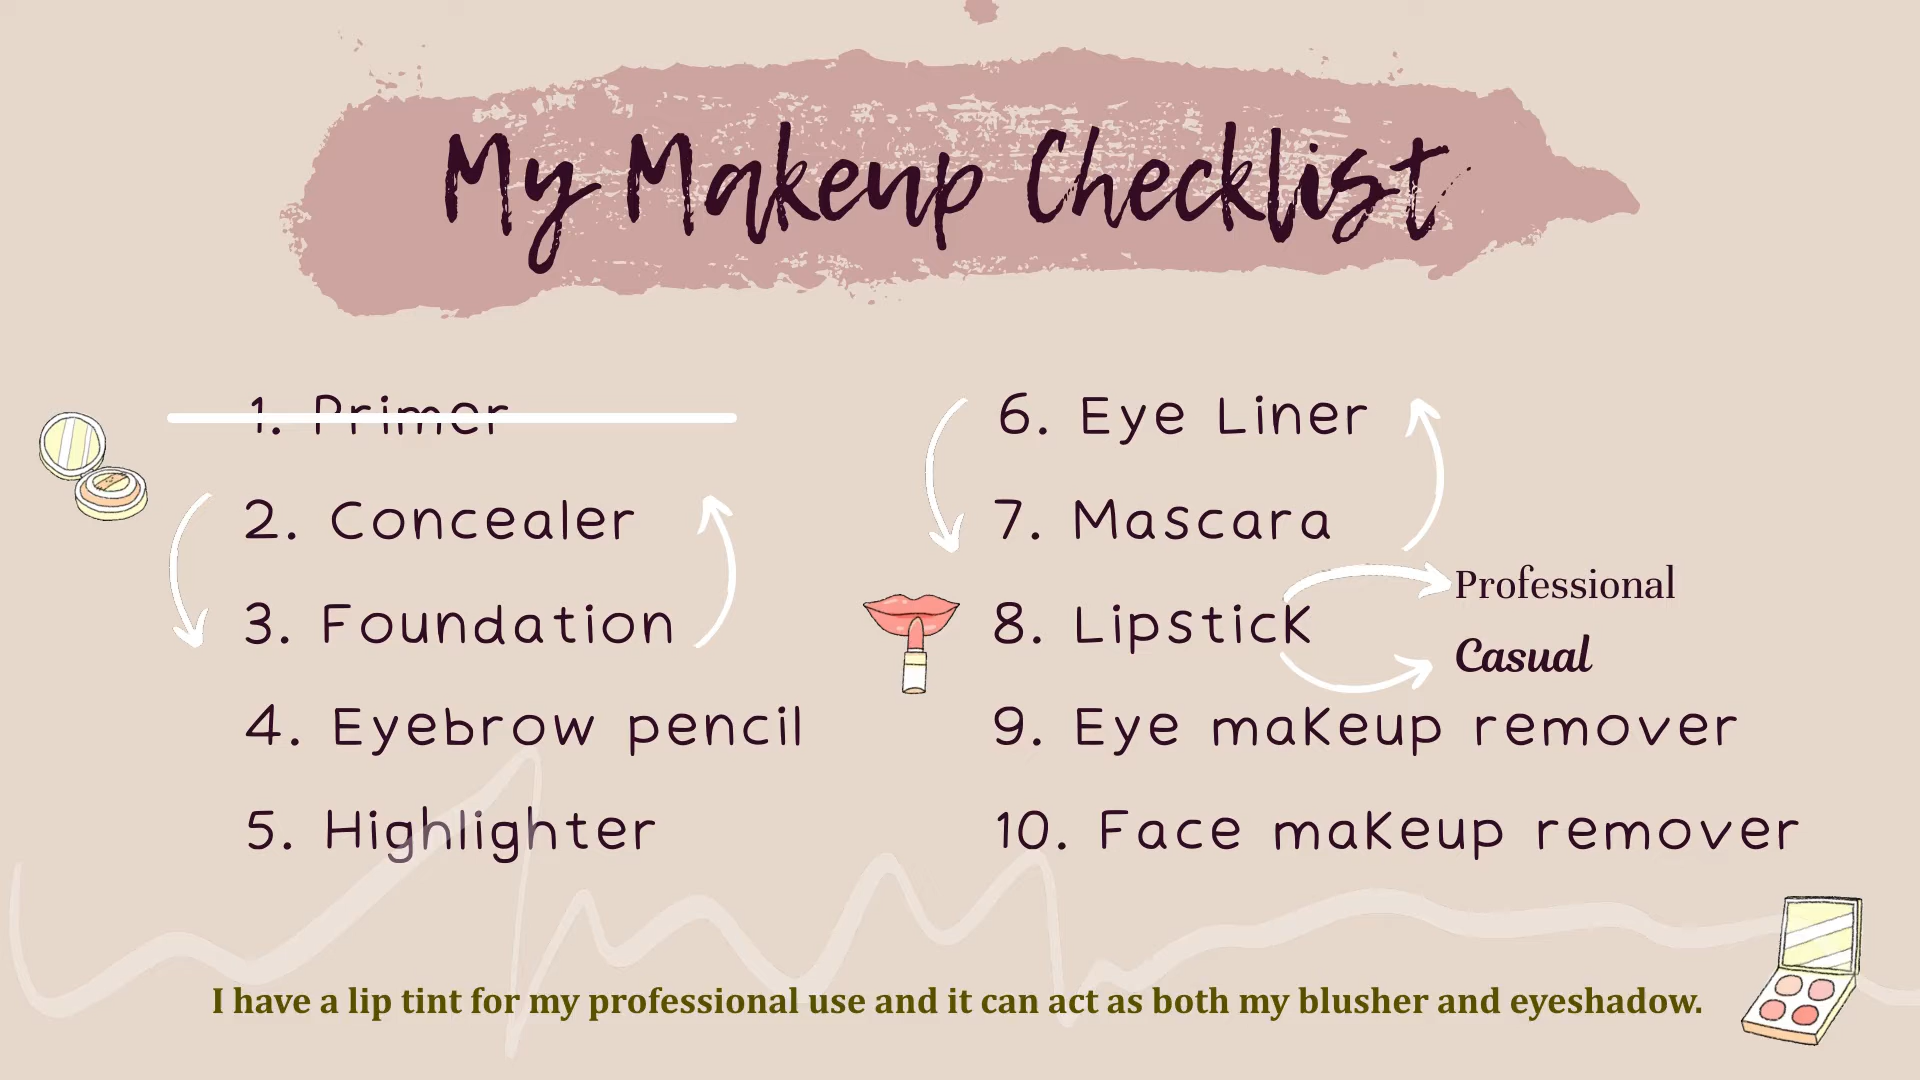 My Makeup Checklist
1. Primer
2. Concealer
3. Foundation
4. Eyebrow pencil
5. Highlighter
6. Eye Liner
7. Mascara
8. Lipstick
Professional
Casual
9. Eye makeup remover
10. Face makeup remover
I have a lip tint for my professional use and it can act as both my blusher and eyeshadow.